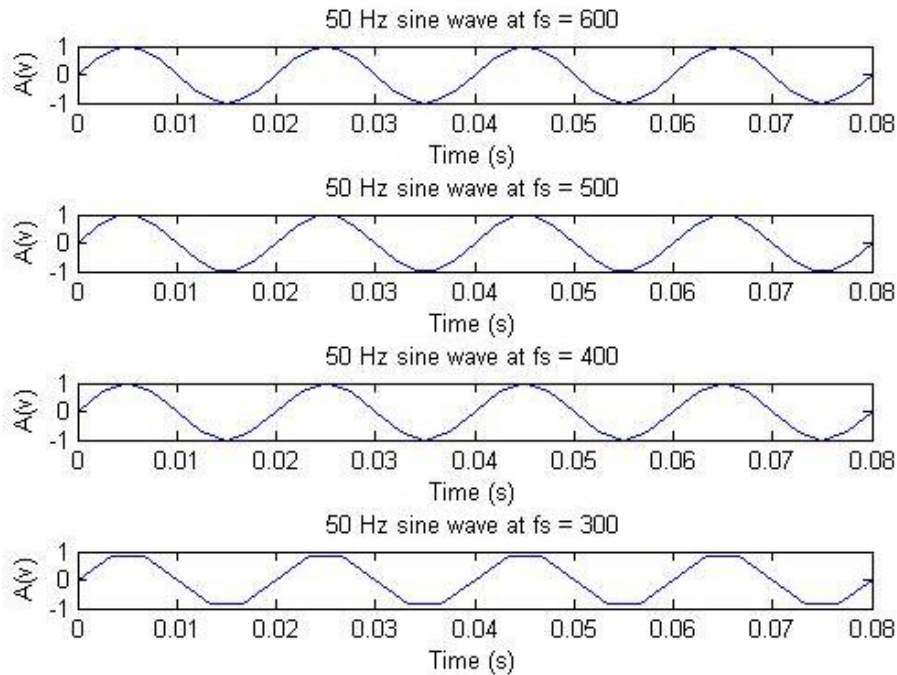 50 Hz sine wave at fs = 600
A(v)
1
0
-1
0 0.01 0.02 0.03 0.04 0.05 0.06 0.07 0.08
Time (s)
50 Hz sine wave at fs = 500
A(v)
1
0
-1
0 0.01 0.02 0.03 0.04 0.05 0.06 0.07 0.08
Time (s)
50 Hz sine wave at fs = 400
A(v)
1
0
-1
0 0.01 0.02 0.03 0.04 0.05 0.06 0.07 0.08
Time (s)
50 Hz sine wave at fs = 300
A(v)
1
0
-1
0 0.01 0.02 0.03 0.04 0.05 0.06 0.07 0.08
Time (s)